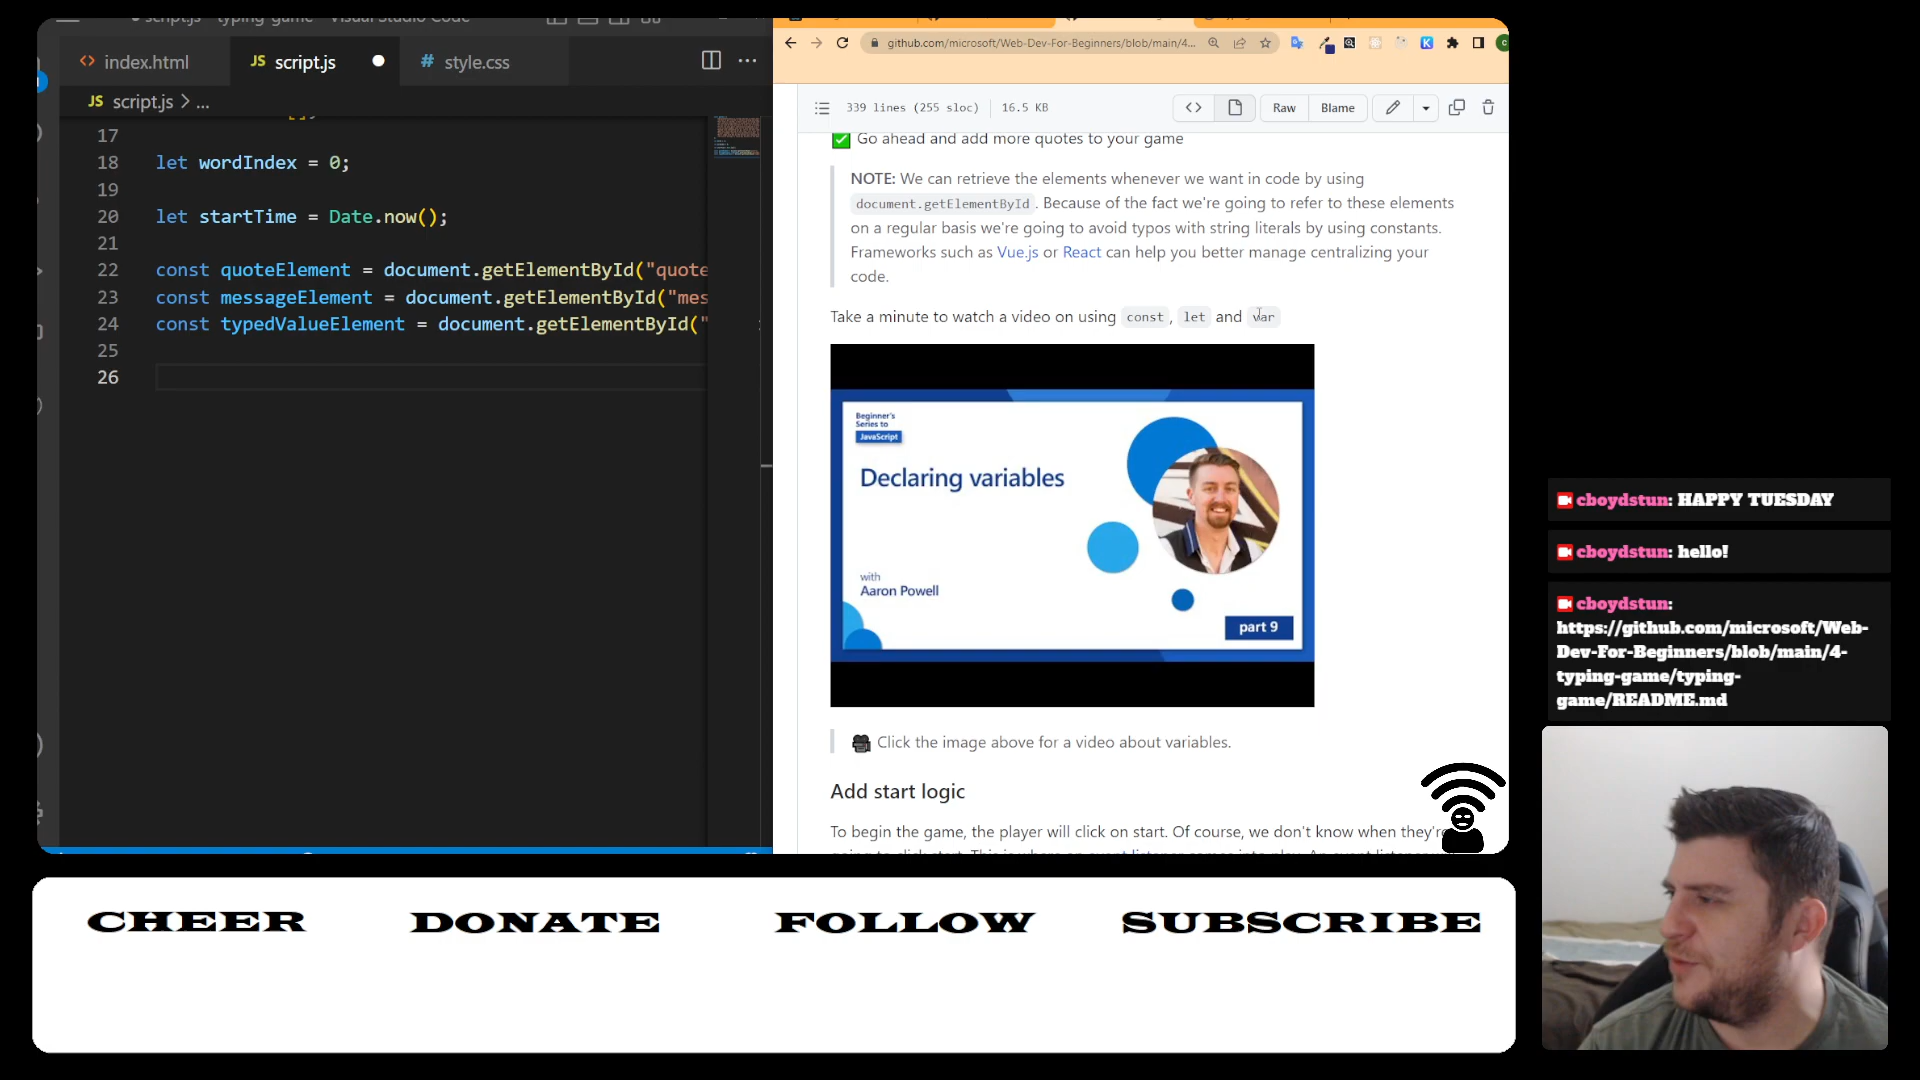 index.html
JS script.js
# style.css
JS script.js > ...
17
18 let wordIndex = 0;
19
20 let startTime = Date.now();
21
22 const quoteElement = document.getElementById("quote
23 const messageElement = document.getElementById("mes
24 const typedValueElement = document.getElementById("
25
26
github.com/microsoft/Web-Dev-For-Beginners/blob/main/4...
339 lines (255 sloc) 16.5 KB
Raw
Blame
Go ahead and add more quotes to your game
NOTE: We can retrieve the elements whenever we want in code by using
document.getElementById. Because of the fact we're going to refer to these elements
on a regular basis we're going to avoid typos with string literals by using constants.
Frameworks such as Vue.js or React can help you better manage centralizing your
code.
Take a minute to watch a video on using const, let and var
Beginner's
Series to
JavaScript
Declaring variables
with
Aaron Powell
part 9
Click the image above for a video about variables.
Add start logic
To begin the game, the player will click on start. Of course, we don't know when they're
cboydstun: HAPPY TUESDAY
cboydstun: hello!
cboydstun:
https://github.com/microsoft/Web-
Dev-For-Beginners/blob/main/4-
typing-game/typing-
game/README.md
CHEER
DONATE
FOLLOW
SUBSCRIBE